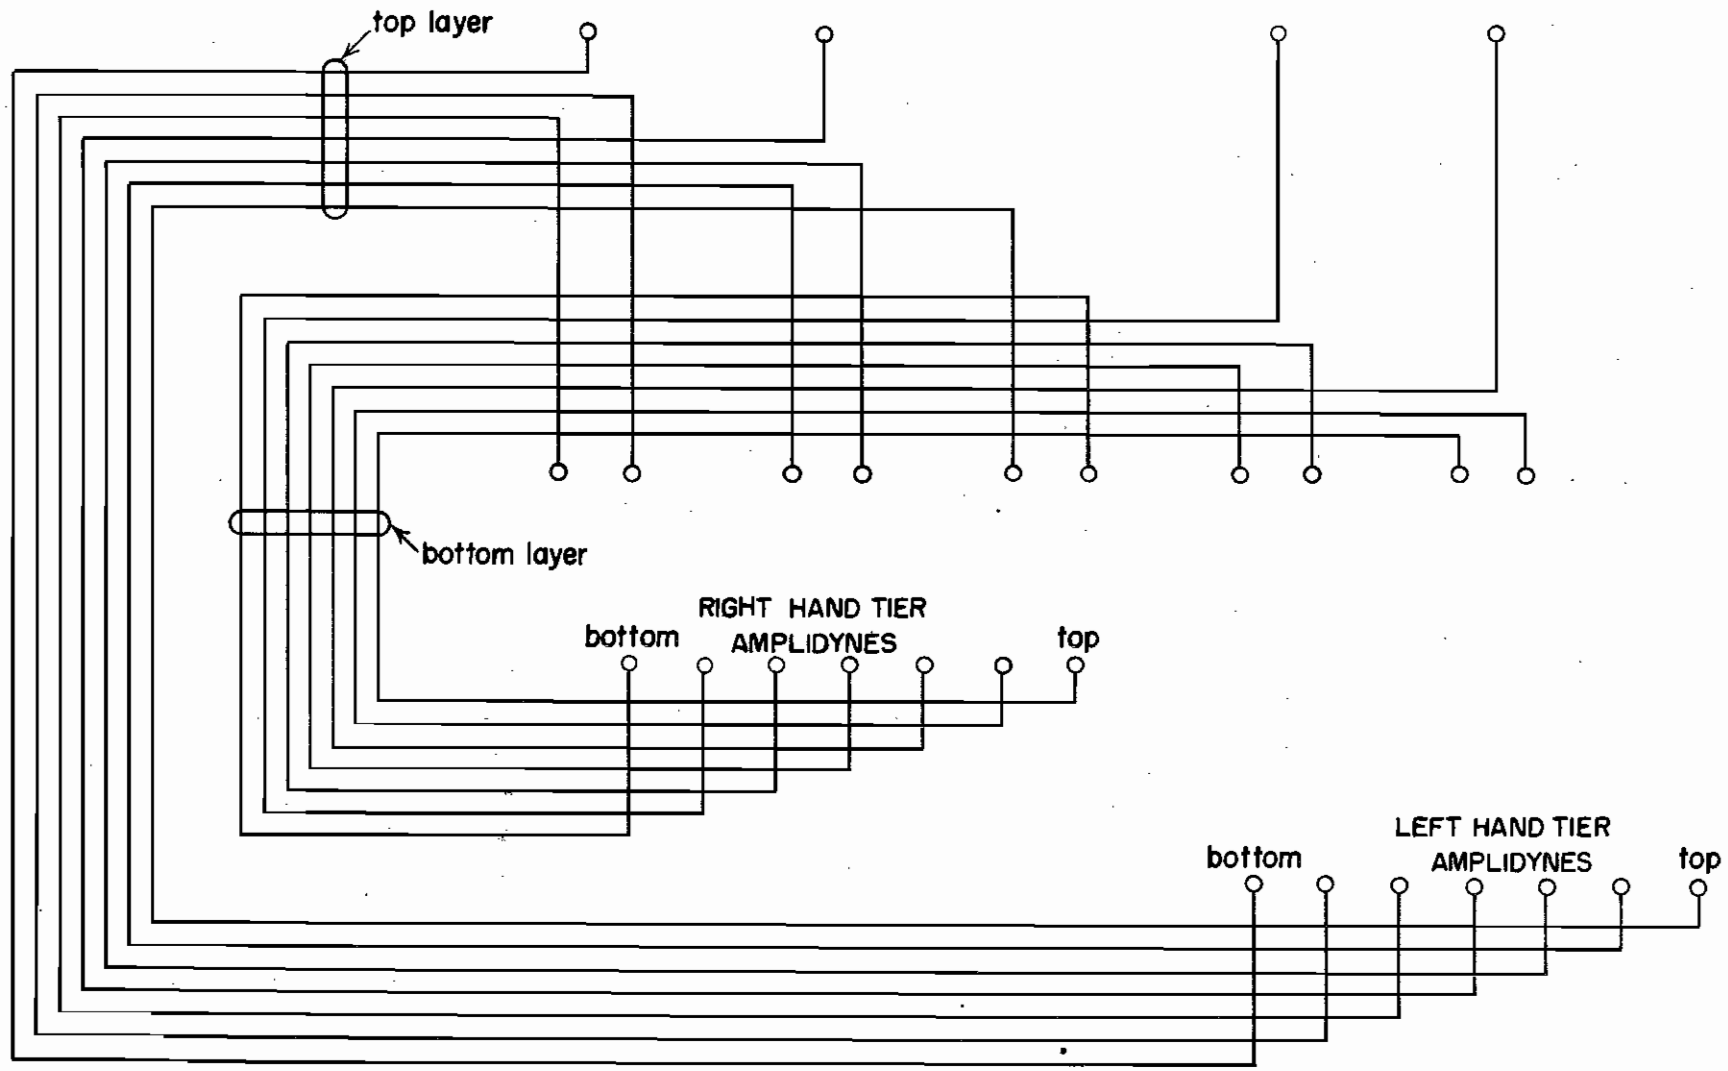 top layer
bottom layer
RIGHT HAND TIER
bottom AMPLIDYNES top
LEFT HAND TIER
bottom AMPLIDYNES top